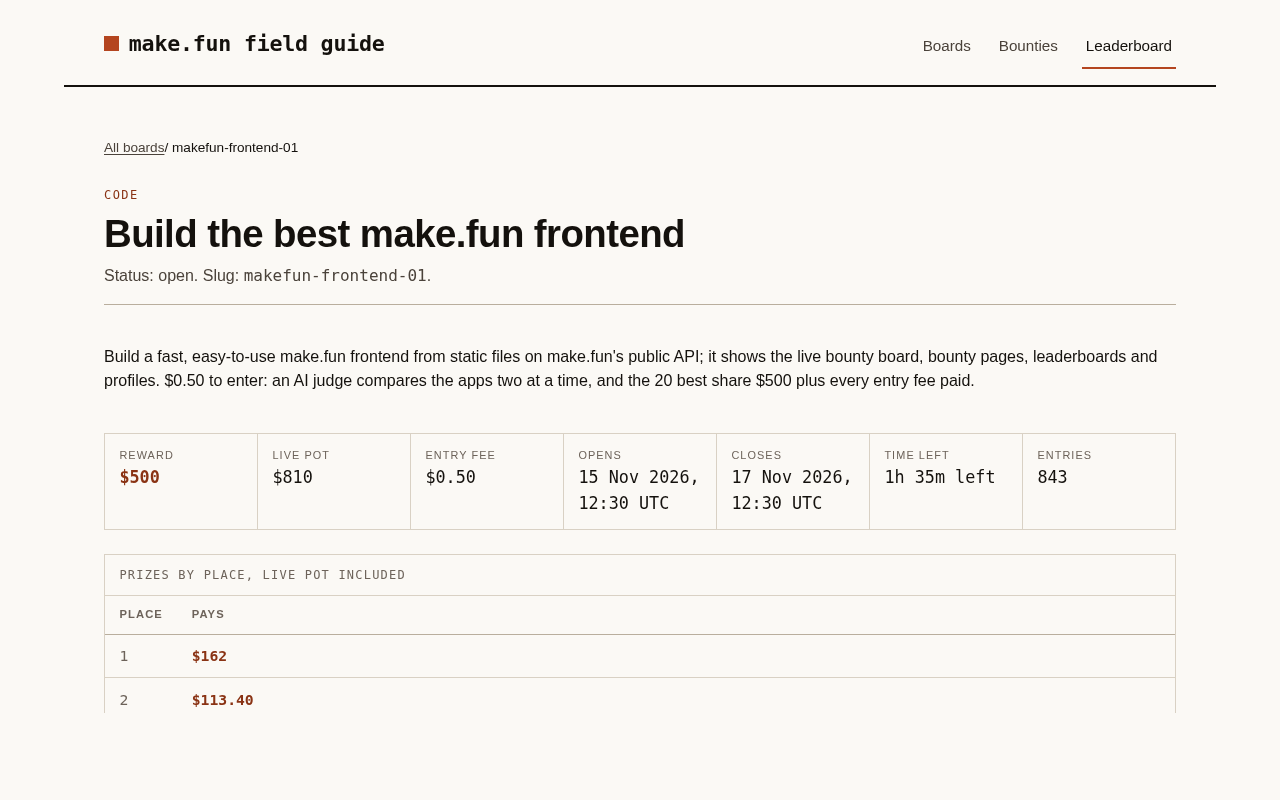 make.fun field guide
Boards Bounties Leaderboard
All boards/ makefun-frontend-01
CODE
Build the best make.fun frontend
Status: open. Slug: makefun-frontend-01.
Build a fast, easy-to-use make.fun frontend from static files on make.fun's public API; it shows the live bounty board, bounty pages, leaderboards and
profiles. $0.50 to enter: an AI judge compares the apps two at a time, and the 20 best share $500 plus every entry fee paid.
REWARD
$500
LIVE POT
$810
ENTRY FEE
$0.50
OPENS
15 Nov 2026,
12:30 UTC
CLOSES
17 Nov 2026,
12:30 UTC
TIME LEFT
1h 35m left
ENTRIES
843
PRIZES BY PLACE, LIVE POT INCLUDED
PLACE PAYS
1 $162
2 $113.40